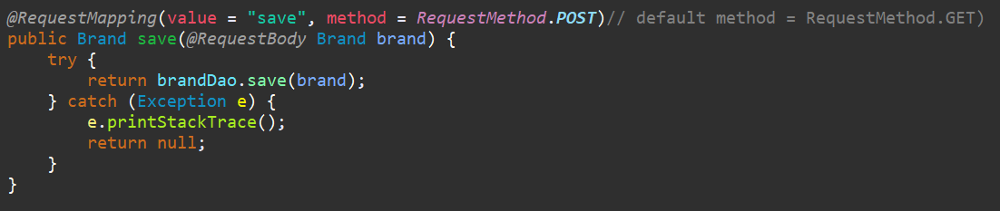 @RequestMapping(value = "save", method = RequestMethod.POST)// default method = RequestMethod.GET)
public Brand save(@RequestBody Brand brand) {
    try {
        return brandDao.save(brand);
    } catch (Exception e) {
        e.printStackTrace();
        return null;
    }
}